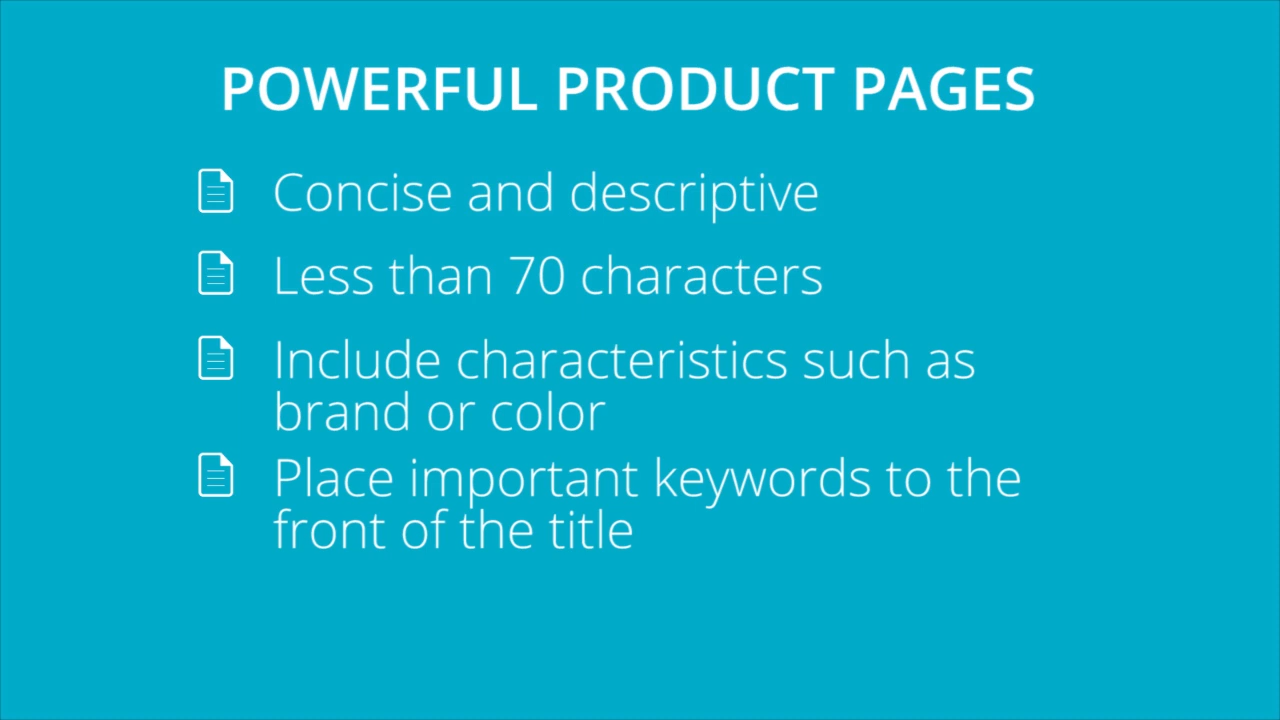 POWERFUL PRODUCT PAGES
Concise and descriptive
Less than 70 characters
Include characteristics such as
brand or color
Place important keywords to the
front of the title